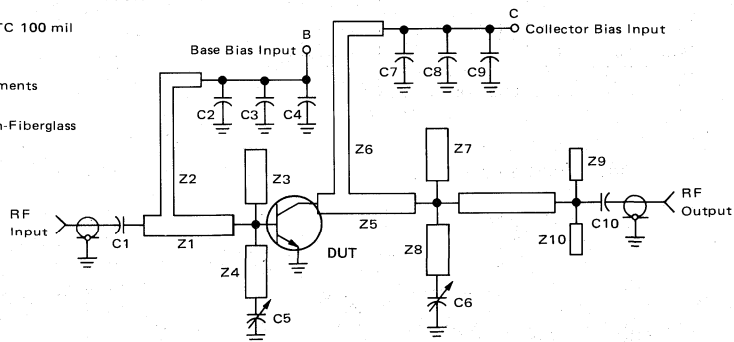 TC 100 mil
ments
n-Fiberglass
B
Base Bias Input
C
Collector Bias Input
C2
C3
C4
C7
C8
C9
Z2
Z3
Z6
Z7
Z9
RF
Input
C1
Z1
Z4
C5
DUT
Z5
Z8
C6
Z10
C10
RF
Output